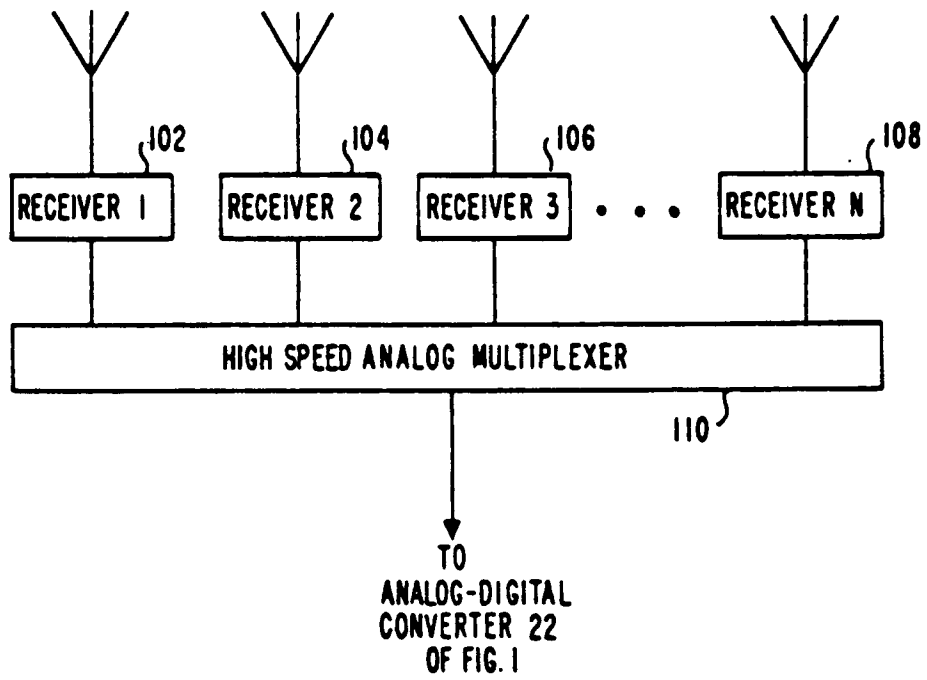 102
104
106
108
RECEIVER 1
RECEIVER 2
RECEIVER 3
RECEIVER N
HIGH SPEED ANALOG MULTIPLEXER
110
TO
ANALOG-DIGITAL
CONVERTER 22
OF FIG. 1